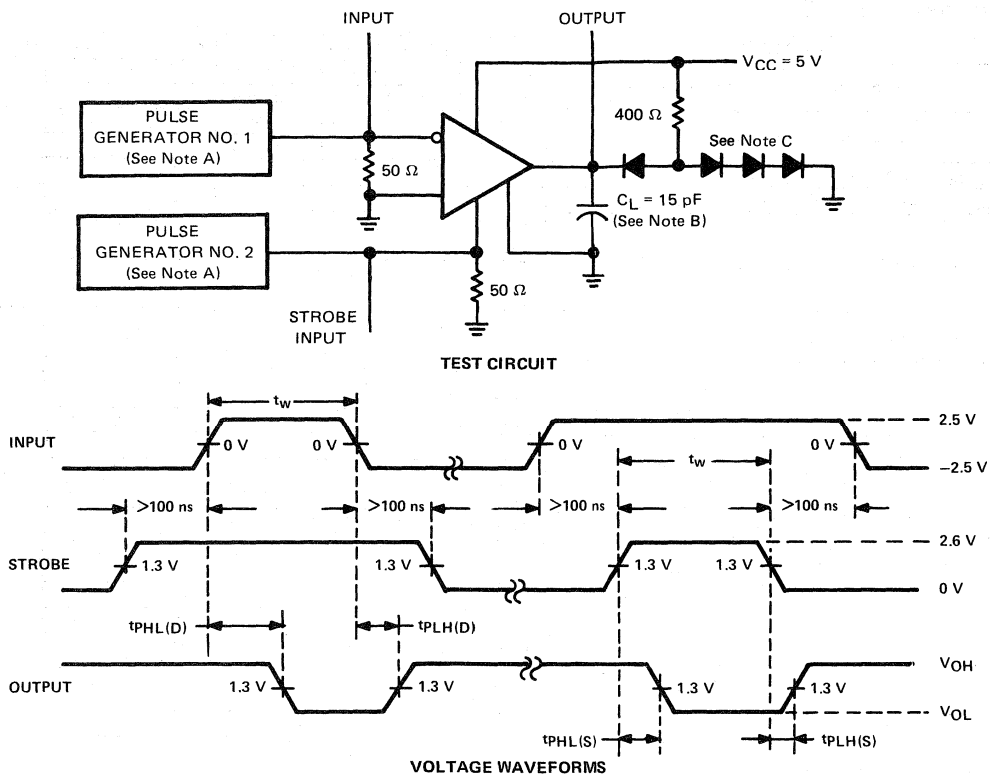 INPUT
OUTPUT
VCC = 5 V
PULSE
GENERATOR NO. 1
(See Note A)
400 Ω
See Note C
50 Ω
CL = 15 pF
(See Note B)
PULSE
GENERATOR NO. 2
(See Note A)
50 Ω
STROBE
INPUT
TEST CIRCUIT
tw
INPUT
0 V
0 V
0 V
0 V
2.5 V
−2.5 V
tw
>100 ns
>100 ns
>100 ns
>100 ns
STROBE
1.3 V
1.3 V
1.3 V
1.3 V
2.6 V
0 V
tPHL(D)
tPLH(D)
OUTPUT
1.3 V
1.3 V
1.3 V
1.3 V
VOH
VOL
tPHL(S)
tPLH(S)
VOLTAGE WAVEFORMS